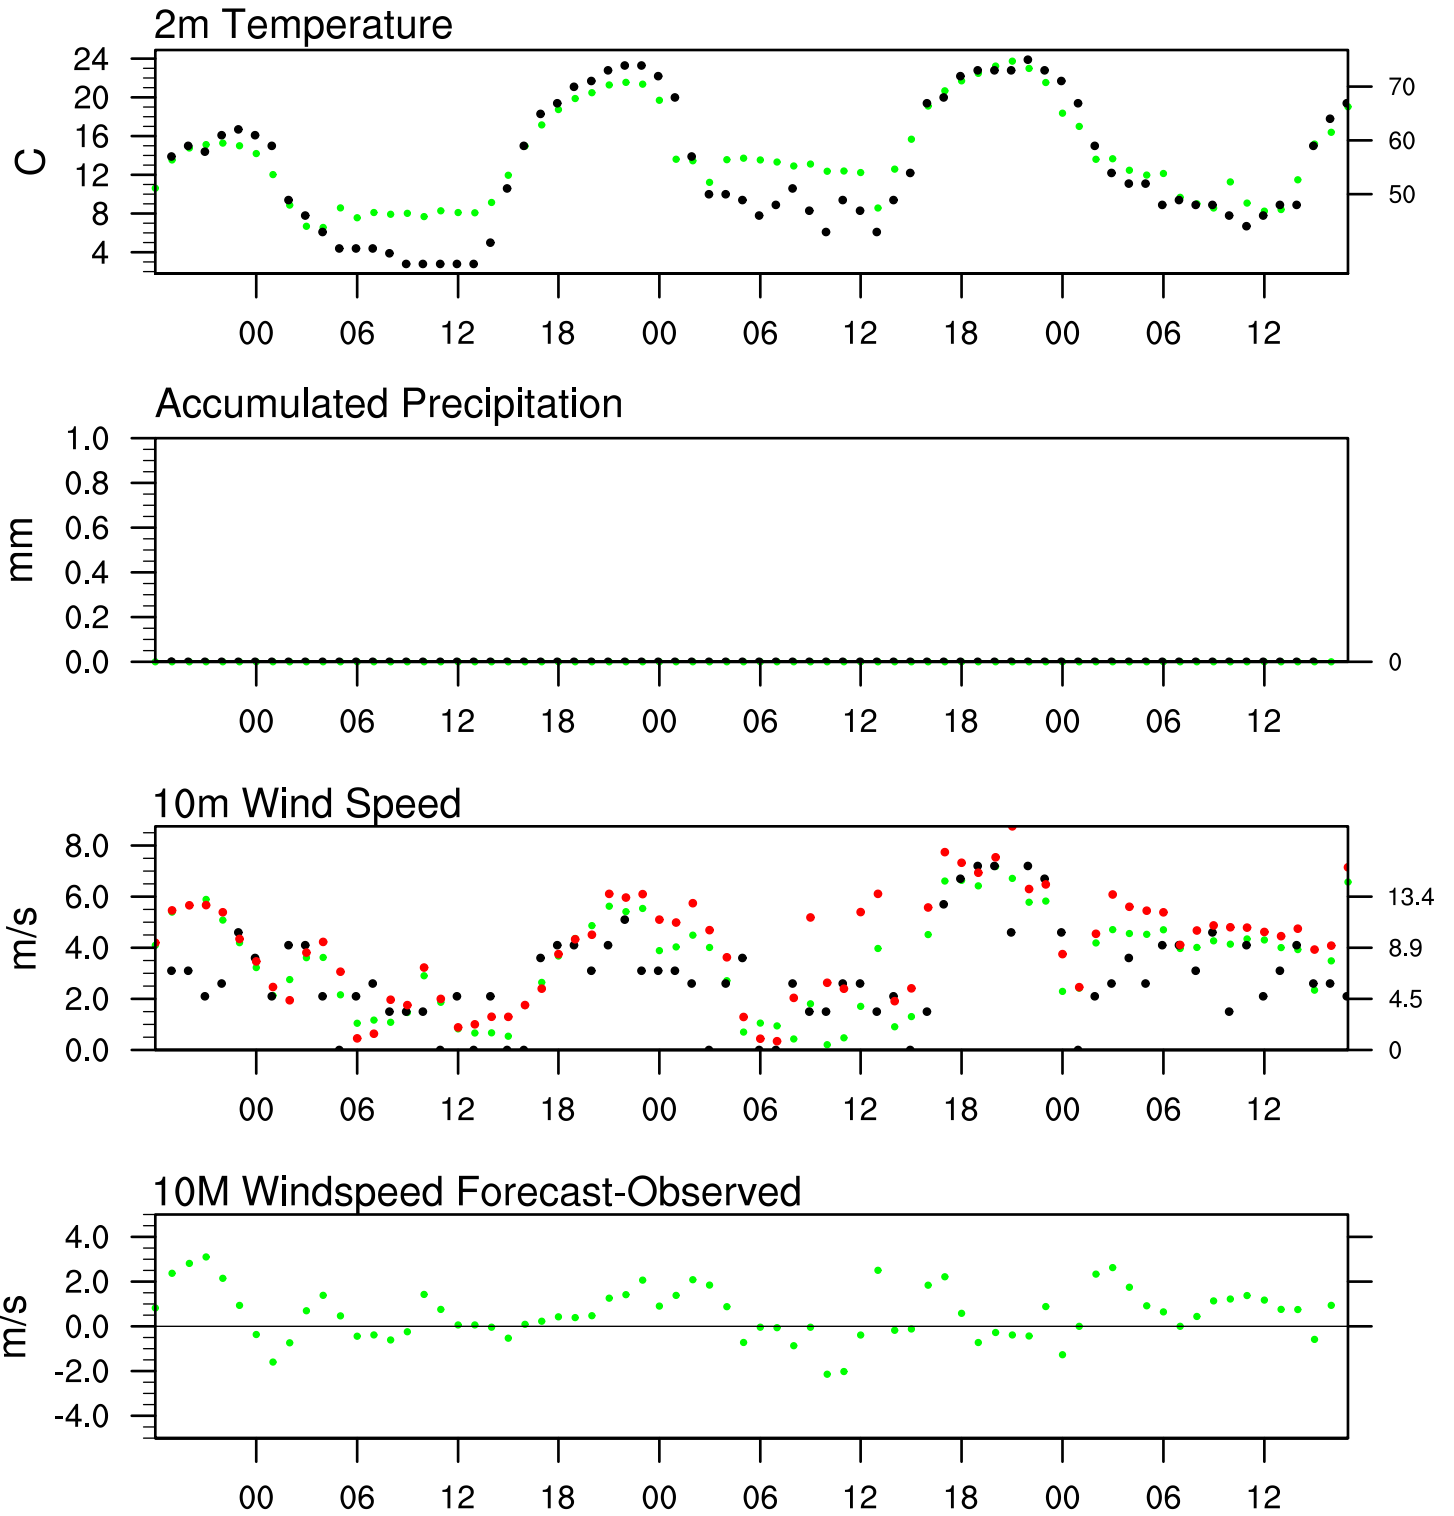 2m Temperature
24
20
16
12
8
4
C
70
60
50
00 06 12 18 00 06 12 18 00 06 12
Accumulated Precipitation
1.0
0.8
0.6
0.4
0.2
0.0
mm
0
00 06 12 18 00 06 12 18 00 06 12
10m Wind Speed
8.0
6.0
4.0
2.0
0.0
m/s
13.4
8.9
4.5
0
00 06 12 18 00 06 12 18 00 06 12
10M Windspeed Forecast-Observed
4.0
2.0
0.0
-2.0
-4.0
m/s
00 06 12 18 00 06 12 18 00 06 12